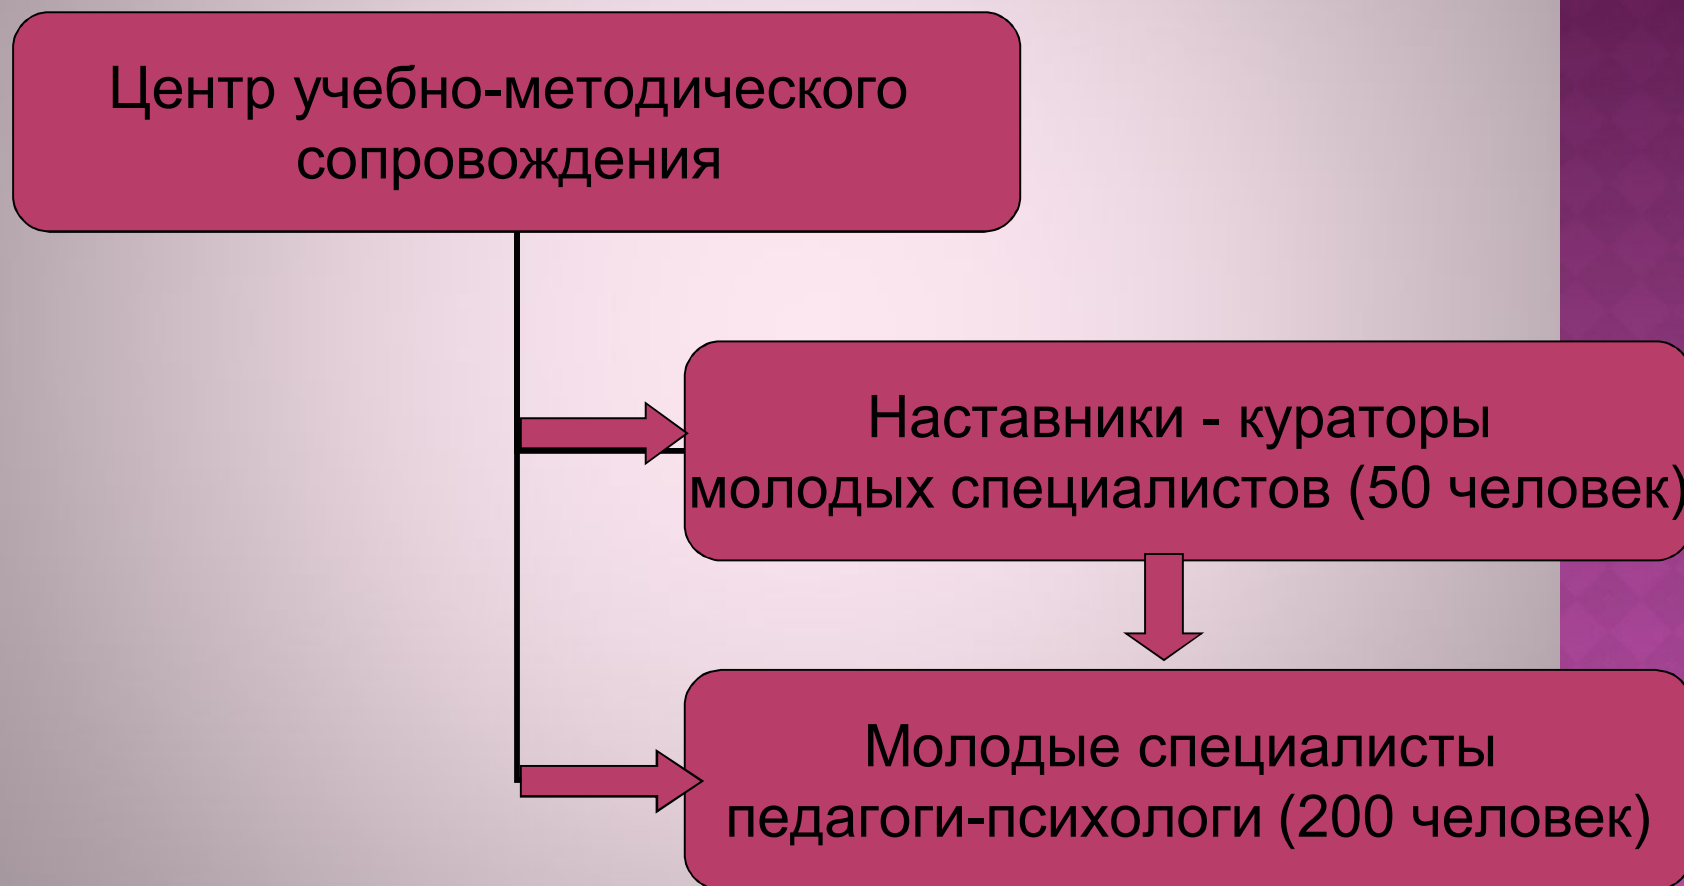 Центр учебно-методического
сопровождения
Наставники - кураторы
молодых специалистов (50 человек)
Молодые специалисты
педагоги-психологи (200 человек)